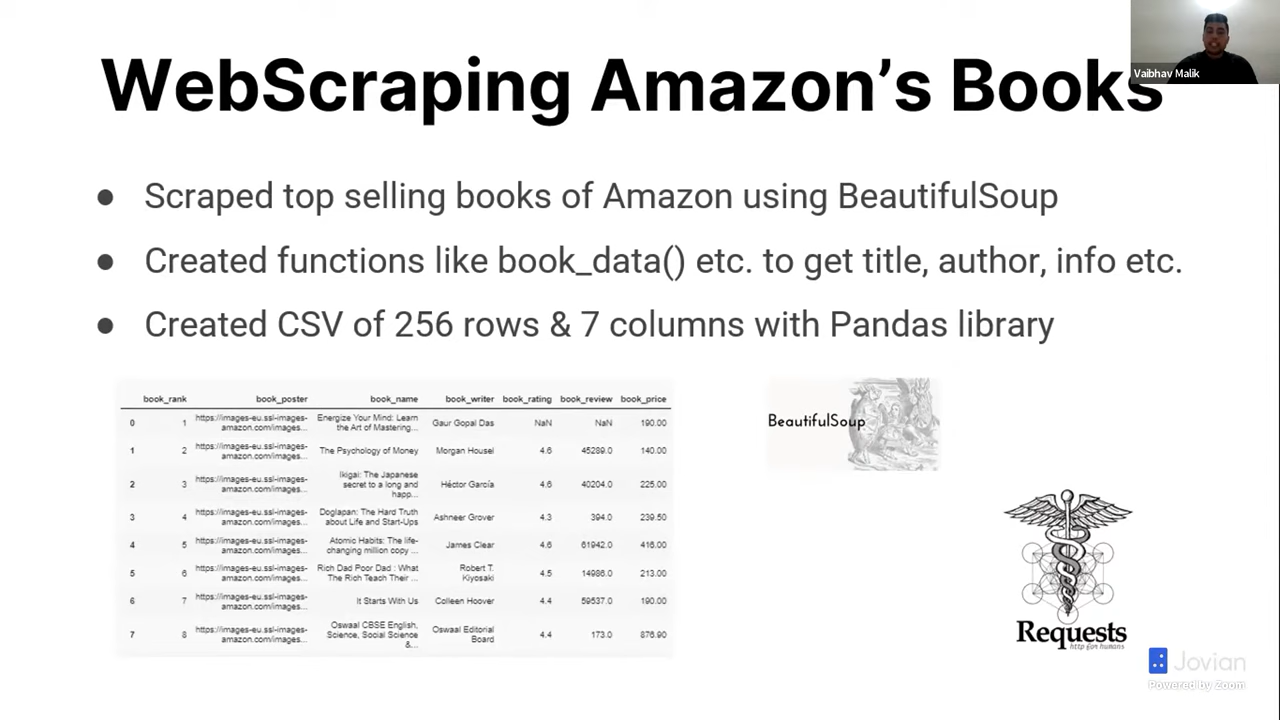 WebScraping Amazon's Books
Vaibhav Malik
● Scraped top selling books of Amazon using BeautifulSoup
● Created functions like book_data() etc. to get title, author, info etc.
● Created CSV of 256 rows & 7 columns with Pandas library
book_rank book_poster book_name book_writer book_rating book_review book_price
0 1 https://images-eu.ssl-images-amazon.com/images... Energize Your Mind: Learn the Art of Mastering... Gaur Gopal Das NaN NaN 190.00
1 2 https://images-eu.ssl-images-amazon.com/images... The Psychology of Money Morgan Housel 4.6 45289.0 140.00
2 3 https://images-eu.ssl-images-amazon.com/images... Ikigai: The Japanese secret to a long and happ... Héctor García 4.6 40204.0 225.00
3 4 https://images-eu.ssl-images-amazon.com/images... Doglapan: The Hard Truth about Life and Start-Ups Ashneer Grover 4.3 394.0 239.50
4 5 https://images-eu.ssl-images-amazon.com/images... Atomic Habits: The life-changing million copy ... James Clear 4.6 61942.0 416.00
5 6 https://images-eu.ssl-images-amazon.com/images... Rich Dad Poor Dad : What The Rich Teach Their ... Robert T. Kiyosaki 4.5 14986.0 213.00
6 7 https://images-eu.ssl-images-amazon.com/images... It Starts With Us Colleen Hoover 4.4 59537.0 190.00
7 8 https://images-eu.ssl-images-amazon.com/images... Oswaal CBSE English, Science, Social Science &... Oswaal Editorial Board 4.4 173.0 876.90
BeautifulSoup
Requests
http for humans
Jovian
Powered by Zoom